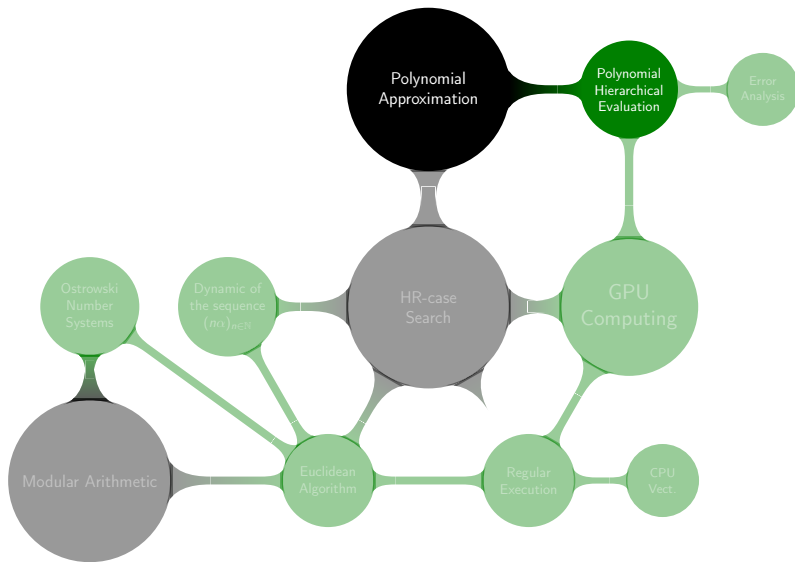 Polynomial
Approximation
Polynomial
Hierarchical
Evaluation
Error
Analysis
Ostrowski
Number
Systems
Dynamic of
the sequence
(nα)ₙ∈ℕ
HR-case
Search
GPU
Computing
Modular Arithmetic
Euclidean
Algorithm
Regular
Execution
CPU
Vect.